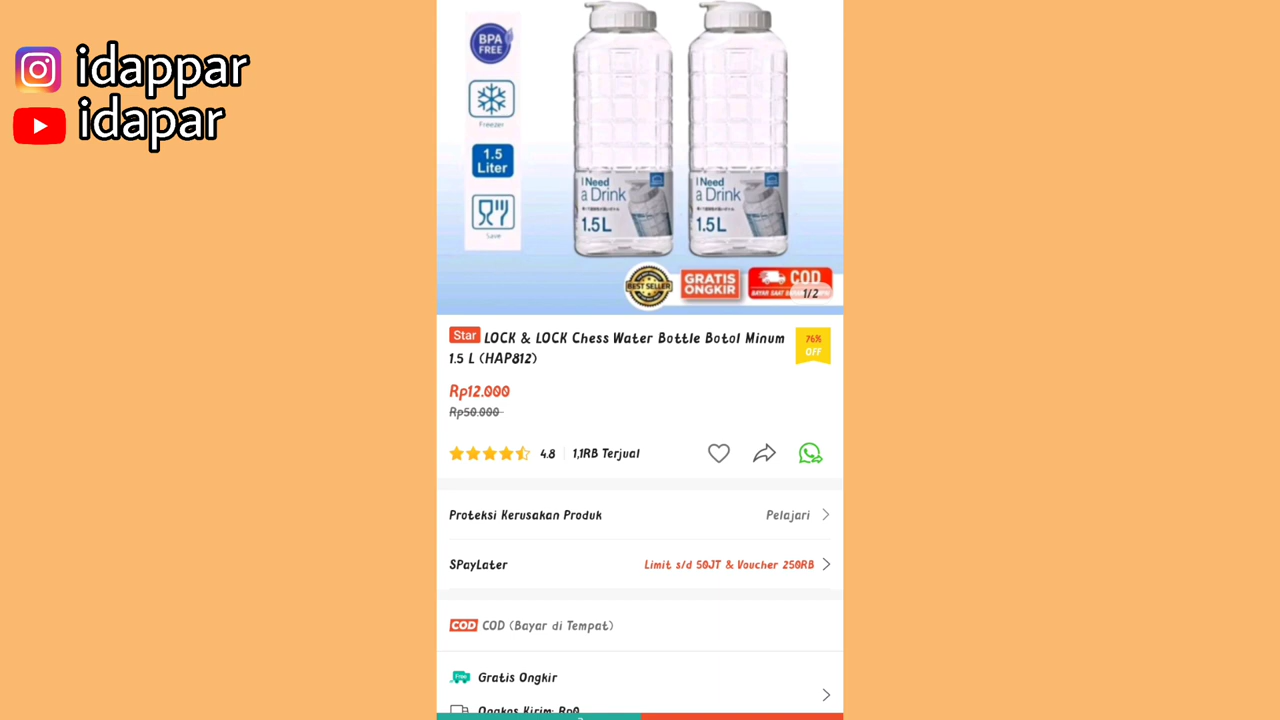 idappar
idapar
BPA
FREE
Freezer
1.5
Liter
Save
I Need
a Drink
1.5L
I Need
a Drink
1.5L
BEST SELLER
GRATIS
ONGKIR
COD
BAYAR SAAT
1/2
Star LOCK & LOCK Chess Water Bottle Botol Minum
1.5 L (HAP812)
76%
OFF
Rp12.000
Rp50.000
4.8 1,1RB Terjual
Proteksi Kerusakan Produk Pelajari
SPayLater Limit s/d 50JT & Voucher 250RB
COD COD (Bayar di Tempat)
Free Gratis Ongkir
Ongkos Kirim: Rp0